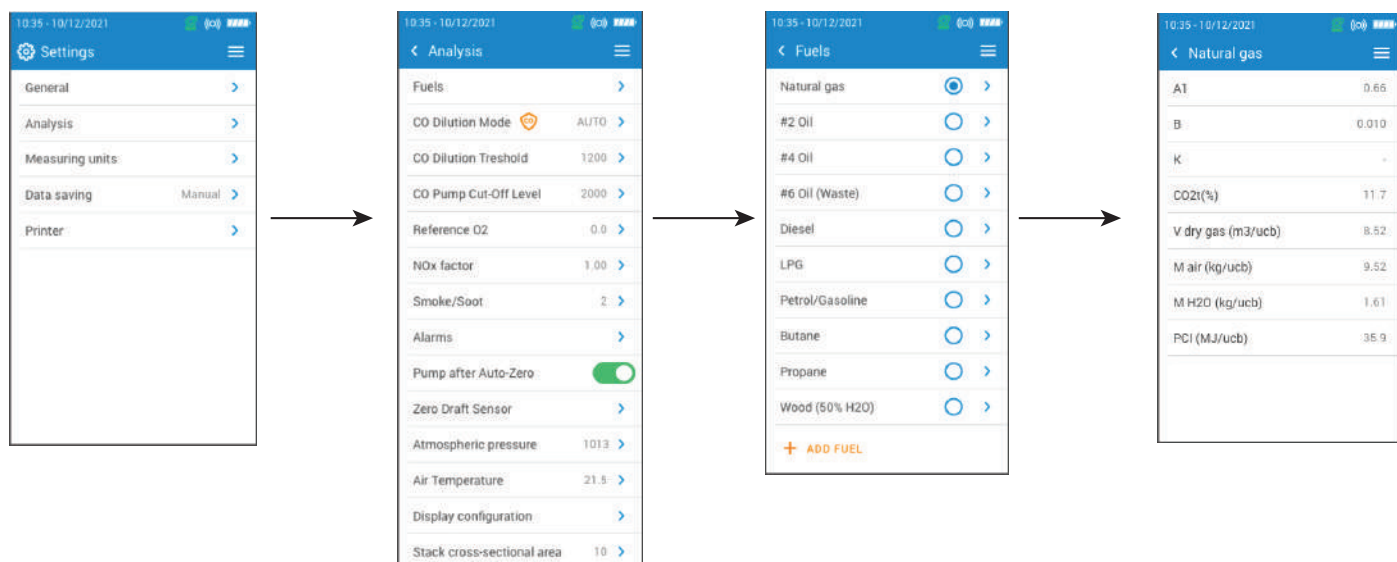 10:35 - 10/12/2021
Settings
General
Analysis
Measuring units
Data saving Manual
Printer
10:35 - 10/12/2021
Analysis
Fuels
CO Dilution Mode CO AUTO
CO Dilution Treshold 1200
CO Pump Cut-Off Level 2000
Reference O2 0.0
NOx factor 1.00
Smoke/Soot 2
Alarms
Pump after Auto-Zero
Zero Draft Sensor
Atmospheric pressure 1013
Air Temperature 21.5
Display configuration
Stack cross-sectional area 10
10:35 - 10/12/2021
Fuels
Natural gas
#2 Oil
#4 Oil
#6 Oil (Waste)
Diesel
LPG
Petrol/Gasoline
Butane
Propane
Wood (50% H2O)
+ ADD FUEL
10:35 - 10/12/2021
Natural gas
A1 0.66
B 0.010
K -
CO2t(%) 11.7
V dry gas (m3/ucb) 8.52
M air (kg/ucb) 9.52
M H2O (kg/ucb) 1.61
PCI (MJ/ucb) 35.9